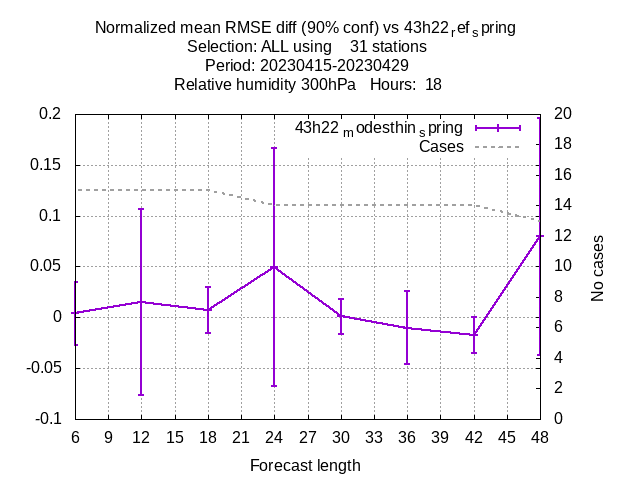 Normalized mean RMSE diff (90% conf) vs 43h22refspring
Selection: ALL using 31 stations
Period: 20230415-20230429
Relative humidity 300hPa Hours: 18
43h22modesthinspring
Cases
0.2
0.15
0.1
0.05
0
-0.05
-0.1
20
18
16
14
12
10
8
6
4
2
0
No cases
6 9 12 15 18 21 24 27 30 33 36 39 42 45 48
Forecast length